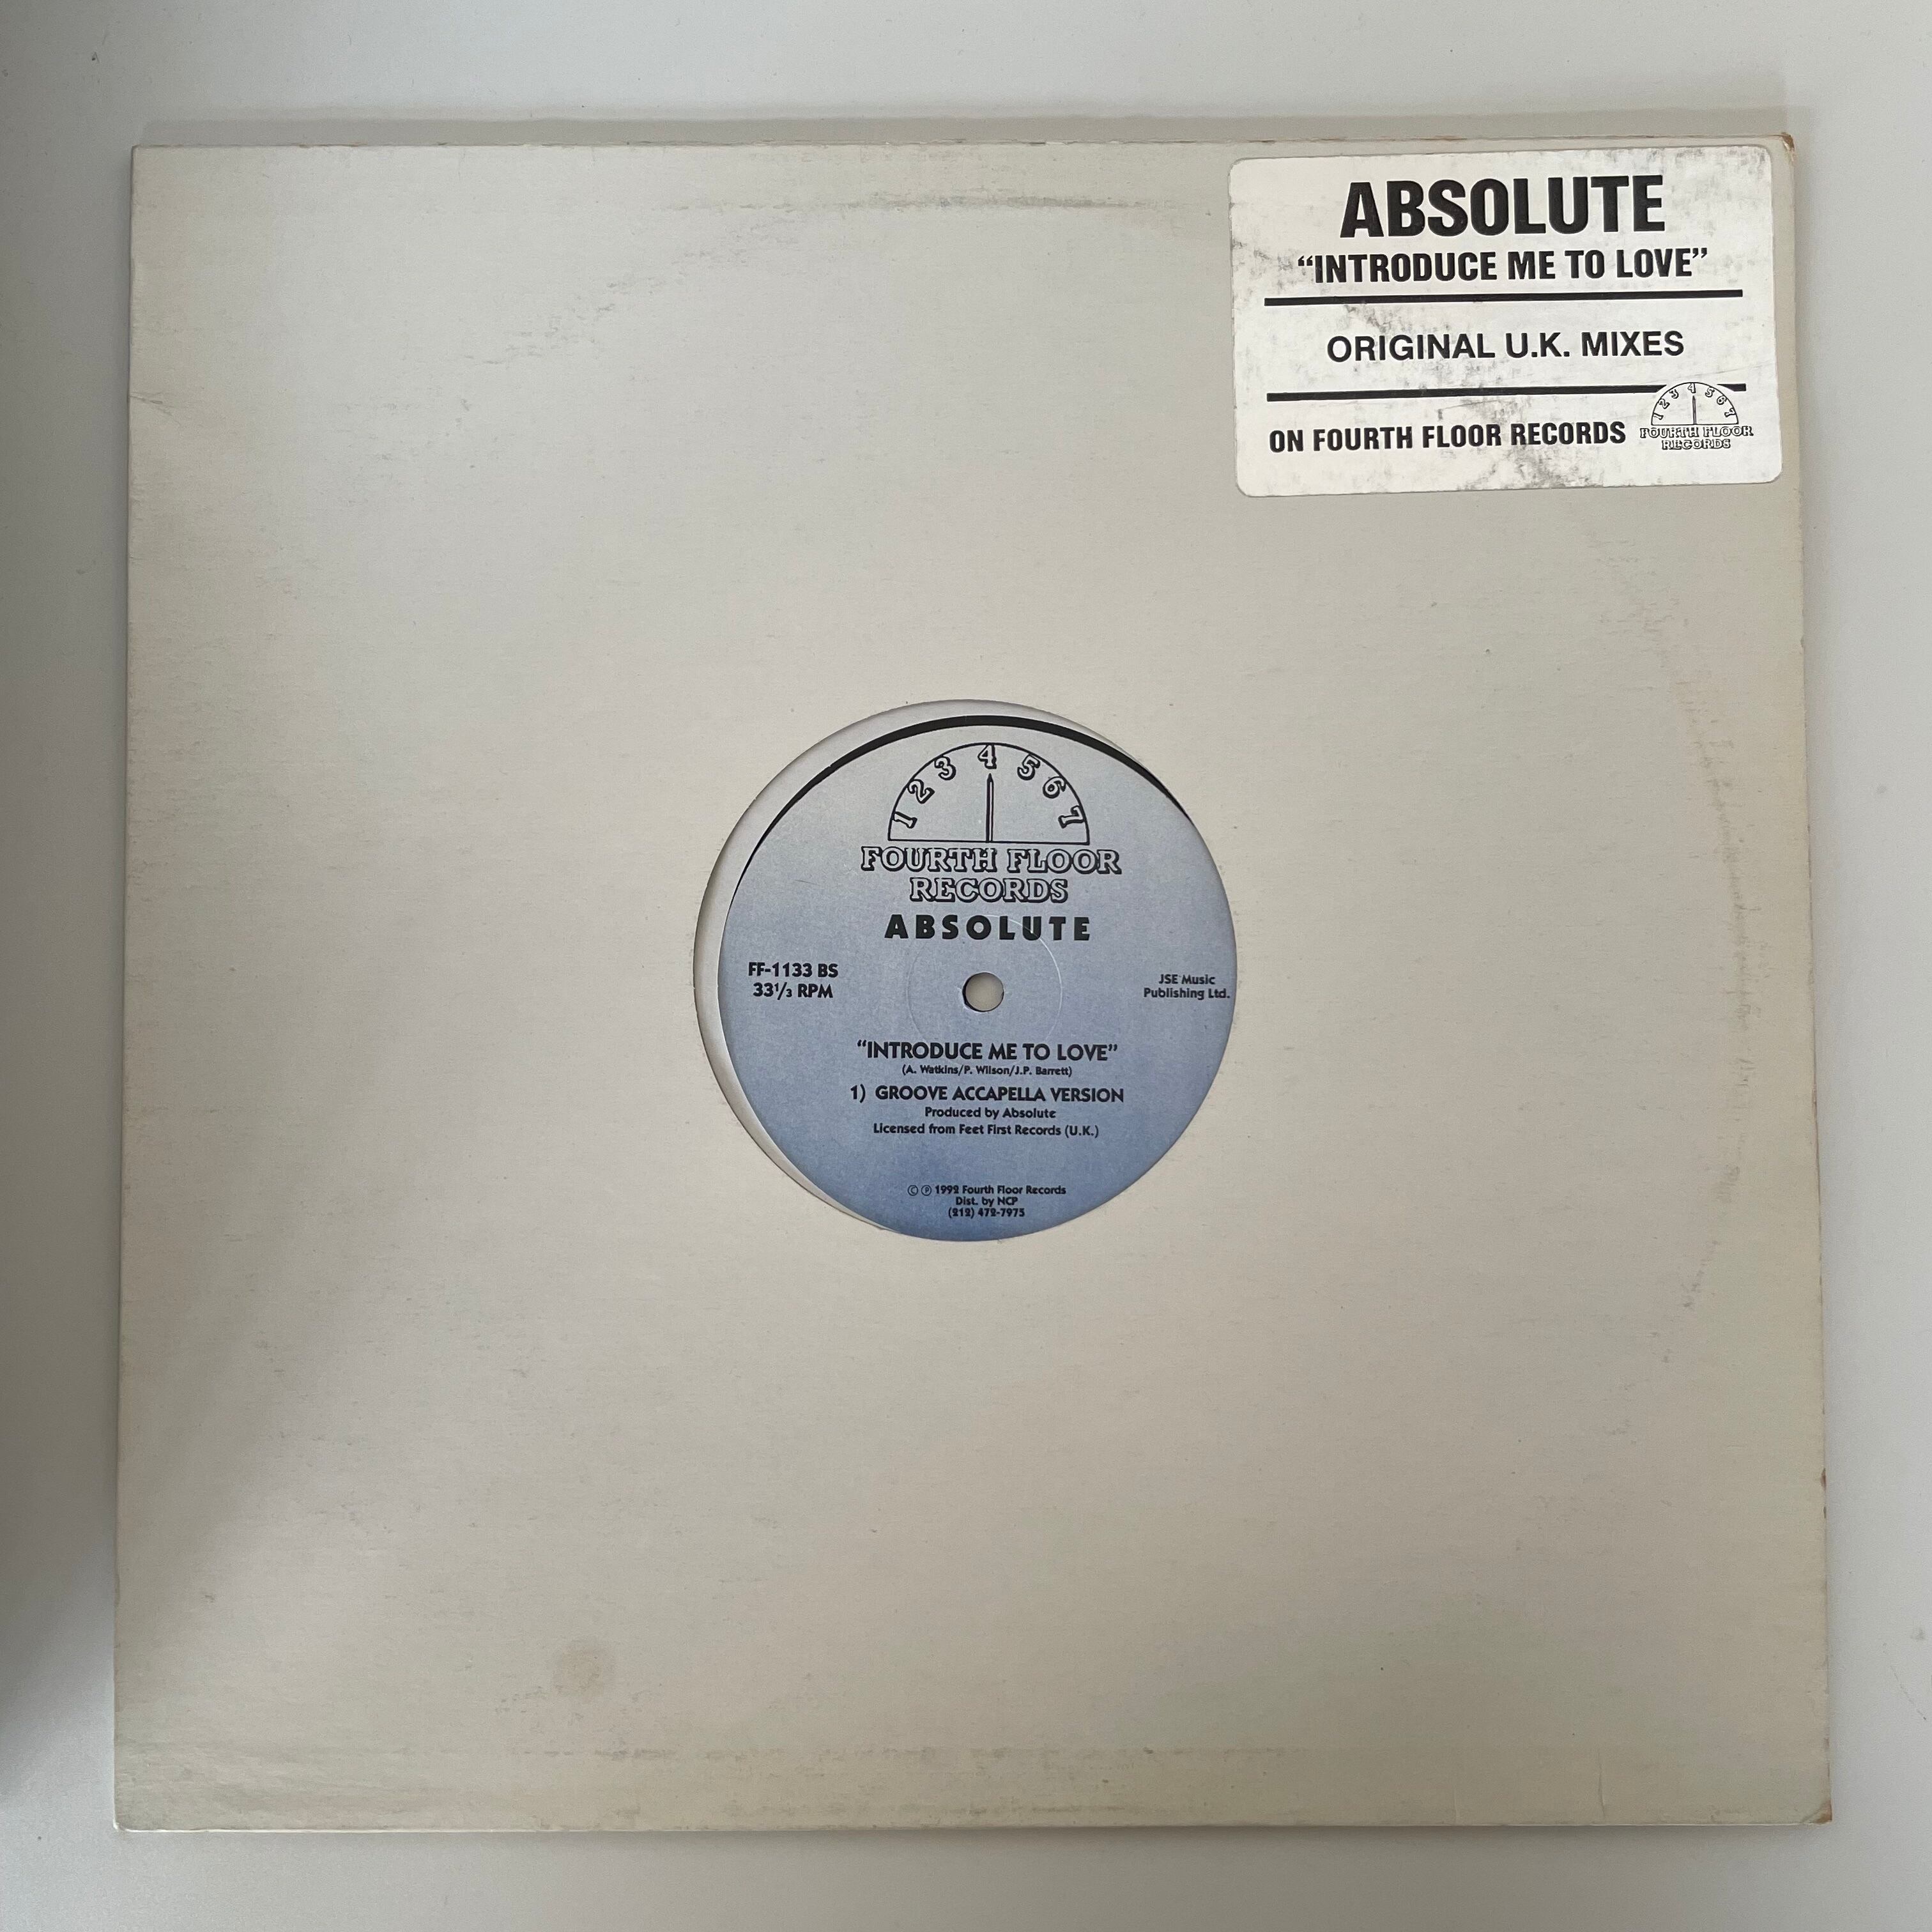 ABSOLUTE
“INTRODUCE ME TO LOVE”
ORIGINAL U.K. MIXES
ON FOURTH FLOOR RECORDS
1 2 3 4 5 6 7
FOURTH FLOOR
RECORDS
1 2 3 4 5 6 7
FOURTH FLOOR
RECORDS
ABSOLUTE
FF-1133 BS
33⅓ RPM
JSE Music
Publishing Ltd.
“INTRODUCE ME TO LOVE”
(A. Watkins/P. Wilson/J.P. Barrett)
1) GROOVE ACCAPELLA VERSION
Produced by Absolute
Licensed from Feet First Records (U.K.)
© ℗ 1992 Fourth Floor Records
Dist. by NCP
(212) 472-7975